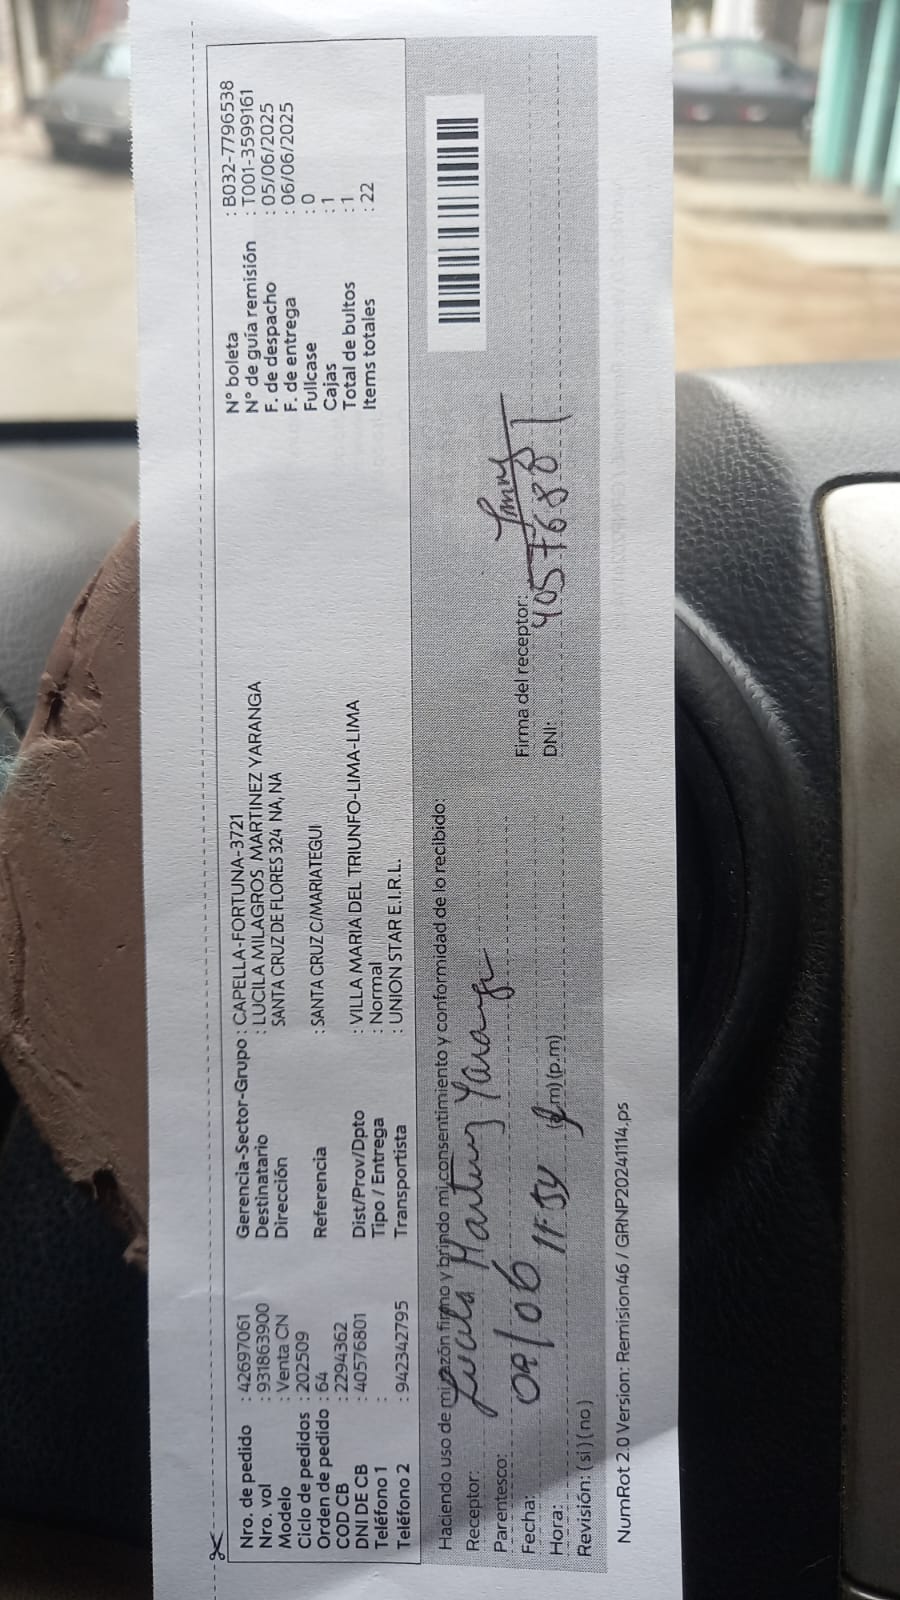 Nro. de pedido : 42697061
Nro. vol : 931863900
Modelo : Venta CN
Ciclo de pedidos : 202509
Orden de pedido : 64
COD CB : 2294362
DNI DE CB : 40576801
Teléfono 1 :
Teléfono 2 : 942342795
Gerencia-Sector-Grupo : CAPELLA-FORTUNA-3721
Destinatario : LUCILA MILAGROS MARTINEZ YARANGA
Dirección SANTA CRUZ DE FLORES 324 NA, NA
Referencia : SANTA CRUZ C/MARIATEGUI
Dist/Prov/Dpto : VILLA MARIA DEL TRIUNFO-LIMA-LIMA
Tipo / Entrega : Normal
Transportista : UNION STAR E.I.R.L.
N° boleta : B032-7796538
N° de guía remisión : T001-3599161
F. de despacho : 05/06/2025
F. de entrega : 06/06/2025
Fullcase : 0
Cajas : 1
Total de bultos : 1
Items totales : 22
Haciendo uso de mi razón firmo y brindo mi consentimiento y conformidad de lo recibido:
Receptor:
Parentesco:
Fecha: 09/06
Hora: 11:54 (a.m) (p.m)
Revisión: ( si ) ( no )
Firma del receptor:
DNI:
NumRot 2.0 Version: Remision46 / GRNP20241114.ps